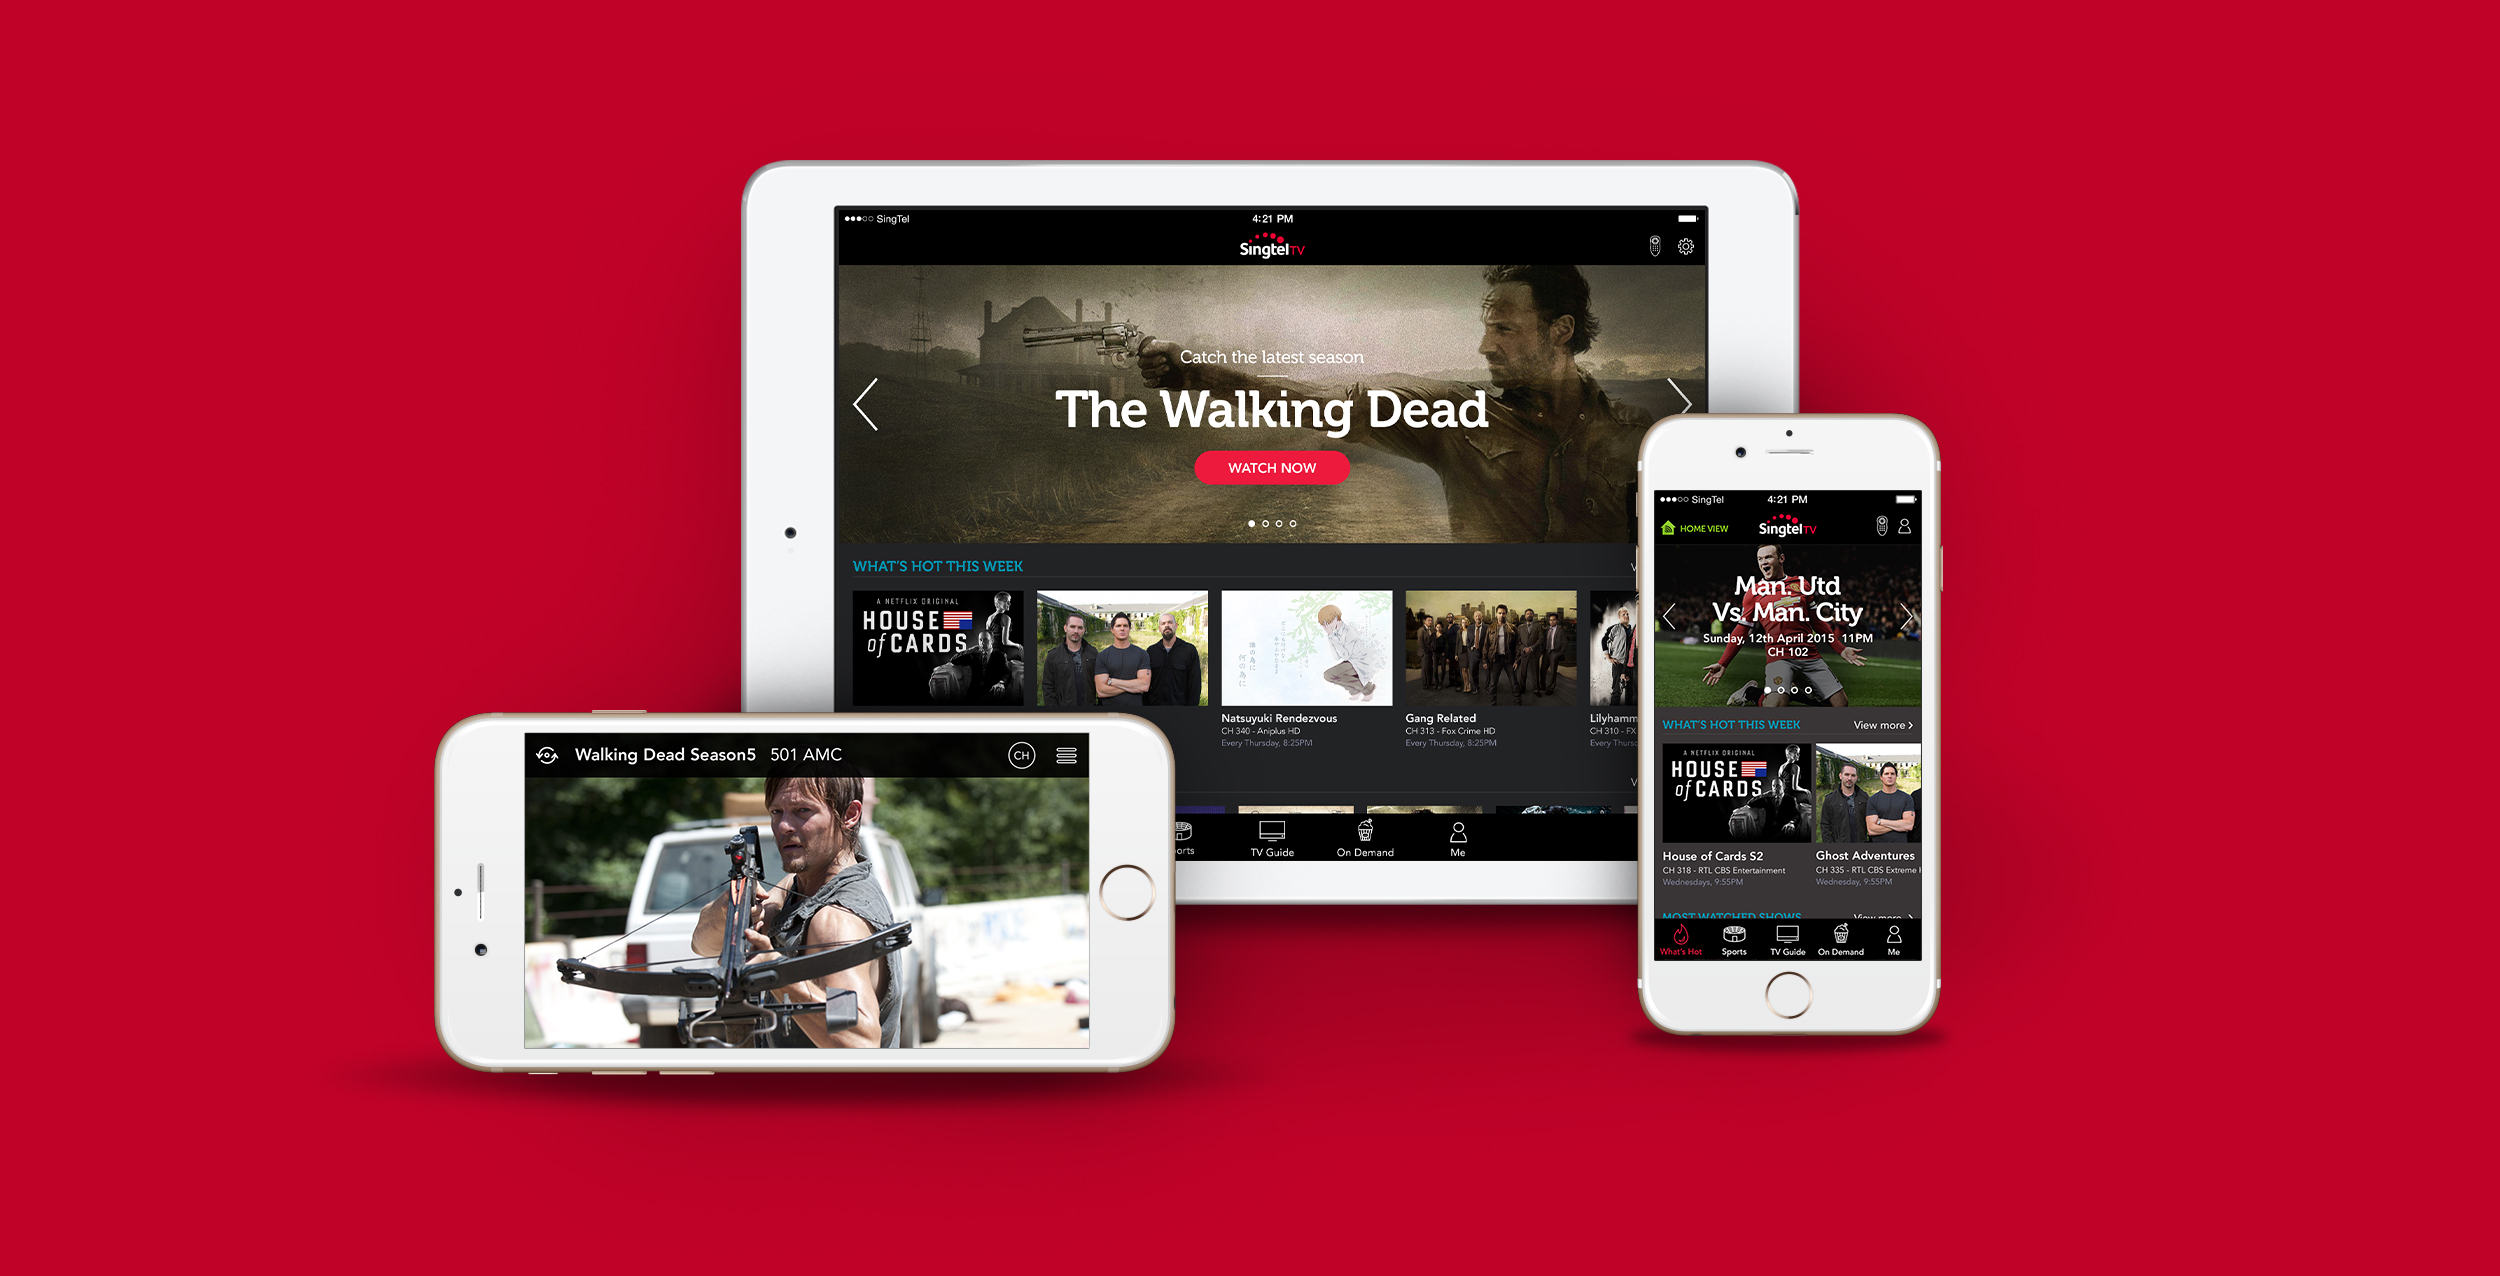 SingTel
4:21 PM
SingtelTV
Catch the latest season
The Walking Dead
WATCH NOW
WHAT'S HOT THIS WEEK
A NETFLIX ORIGINAL
HOUSE
of CARDS
Natsuyuki Rendezvous
CH 340 - Aniplus HD
Every Thursday, 8:25PM
Gang Related
CH 313 - Fox Crime HD
Every Thursday, 8:25PM
Lilyhamm
CH 310 - FX
Every Thurso
orts
TV Guide
On Demand
Me
Walking Dead Season5 501 AMC
CH
SingTel
4:21 PM
HOME VIEW
SingtelTV
Man. Utd
Vs. Man. City
Sunday, 12th April 2015 11PM
CH 102
WHAT'S HOT THIS WEEK
View more
A NETFLIX ORIGINAL
HOUSE
of CARDS
House of Cards S2
CH 318 - RTL CBS Entertainment
Wednesdays, 9:55PM
Ghost Adventures
CH 335 - RTL CBS Extreme
Wednesday, 9:55PM
MOST WATCHED SHOWS
View more
What's Hot
Sports
TV Guide
On Demand
Me